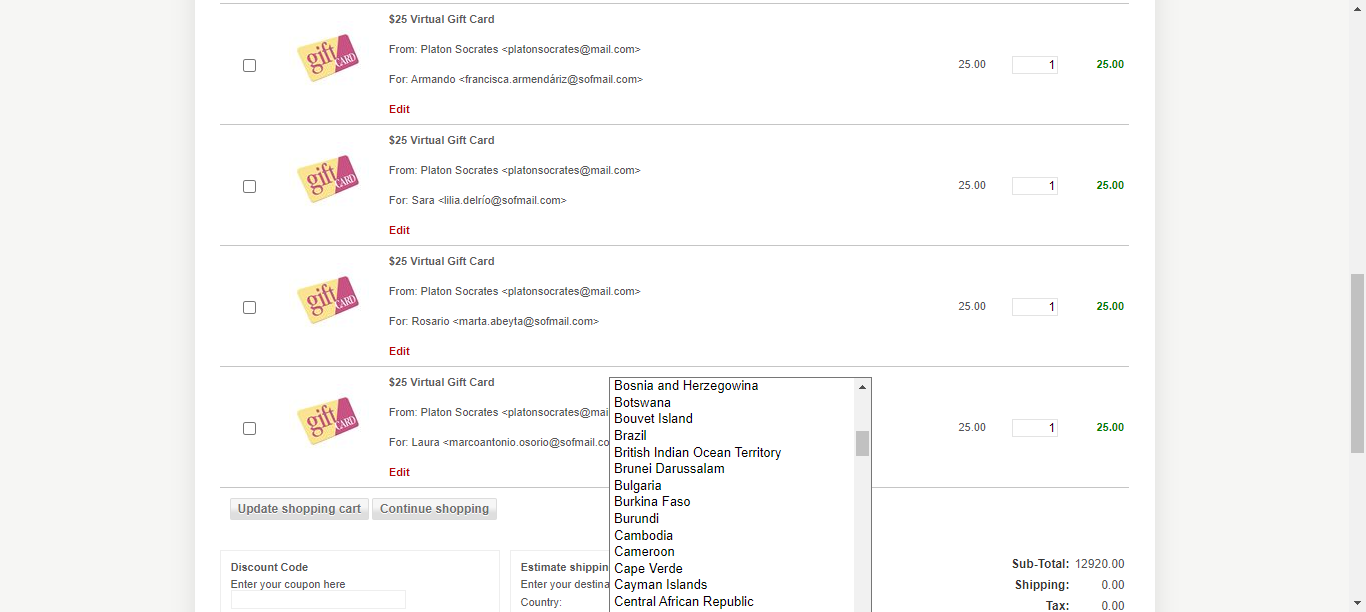 $25 Virtual Gift Card
From: Platon Socrates <platonsocrates@mail.com>
gift CARD
25.00 1 25.00
For: Armando <francisca.armendáriz@sofmail.com>
Edit
$25 Virtual Gift Card
From: Platon Socrates <platonsocrates@mail.com>
gift CARD
25.00 1 25.00
For: Sara <lilia.delrío@sofmail.com>
Edit
$25 Virtual Gift Card
From: Platon Socrates <platonsocrates@mail.com>
gift CARD
25.00 1 25.00
For: Rosario <marta.abeyta@sofmail.com>
Edit
$25 Virtual Gift Card
From: Platon Socrates <platonsocrates@mai
gift CARD
25.00 1 25.00
For: Laura <marcoantonio.osorio@sofmail.co
Edit
Bosnia and Herzegowina
Botswana
Bouvet Island
Brazil
British Indian Ocean Territory
Brunei Darussalam
Bulgaria
Burkina Faso
Burundi
Cambodia
Cameroon
Cape Verde
Cayman Islands
Central African Republic
Update shopping cart Continue shopping
Discount Code
Enter your coupon here
Estimate shippin
Enter your destina
Country:
Sub-Total: 12920.00
Shipping: 0.00
Tax: 0.00